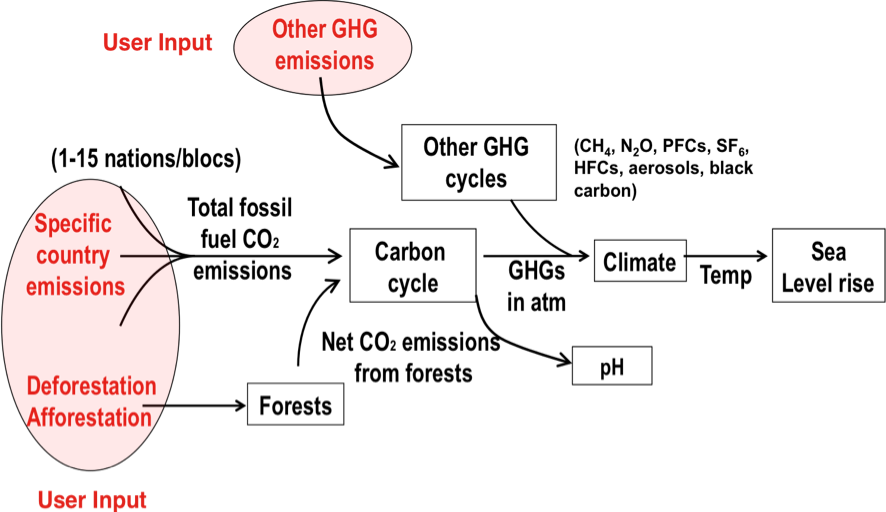 User Input
Other GHG
emissions
(1-15 nations/blocs)
Other GHG
cycles
(CH₄, N₂O, PFCs, SF₆,
HFCs, aerosols, black
carbon)
Specific
country
emissions
Total fossil
fuel CO₂
emissions
Carbon
cycle
GHGs
in atm
Climate
Temp
Sea
Level rise
Net CO₂ emissions
from forests
pH
Deforestation
Afforestation
Forests
User Input